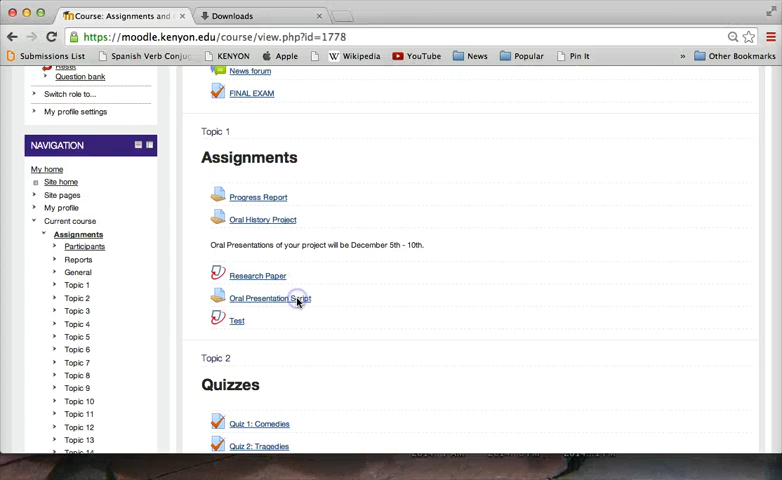 Course: Assignments and
Downloads
https://moodle.kenyon.edu/course/view.php?id=1778
Submissions List
Spanish Verb Conjug
KENYON
Apple
Wikipedia
YouTube
News
Popular
Pin It
»
Other Bookmarks
Reset
Question bank
Switch role to...
My profile settings
NAVIGATION
My home
Site home
Site pages
My profile
Current course
Assignments
Participants
Reports
General
Topic 1
Topic 2
Topic 3
Topic 4
Topic 5
Topic 6
Topic 7
Topic 8
Topic 9
Topic 10
Topic 11
Topic 12
Topic 13
Topic 14
News forum
FINAL EXAM
Topic 1
Assignments
Progress Report
Oral History Project
Oral Presentations of your project will be December 5th - 10th.
Research Paper
Oral Presentation Script
Test
Topic 2
Quizzes
Quiz 1: Comedies
Quiz 2: Tragedies